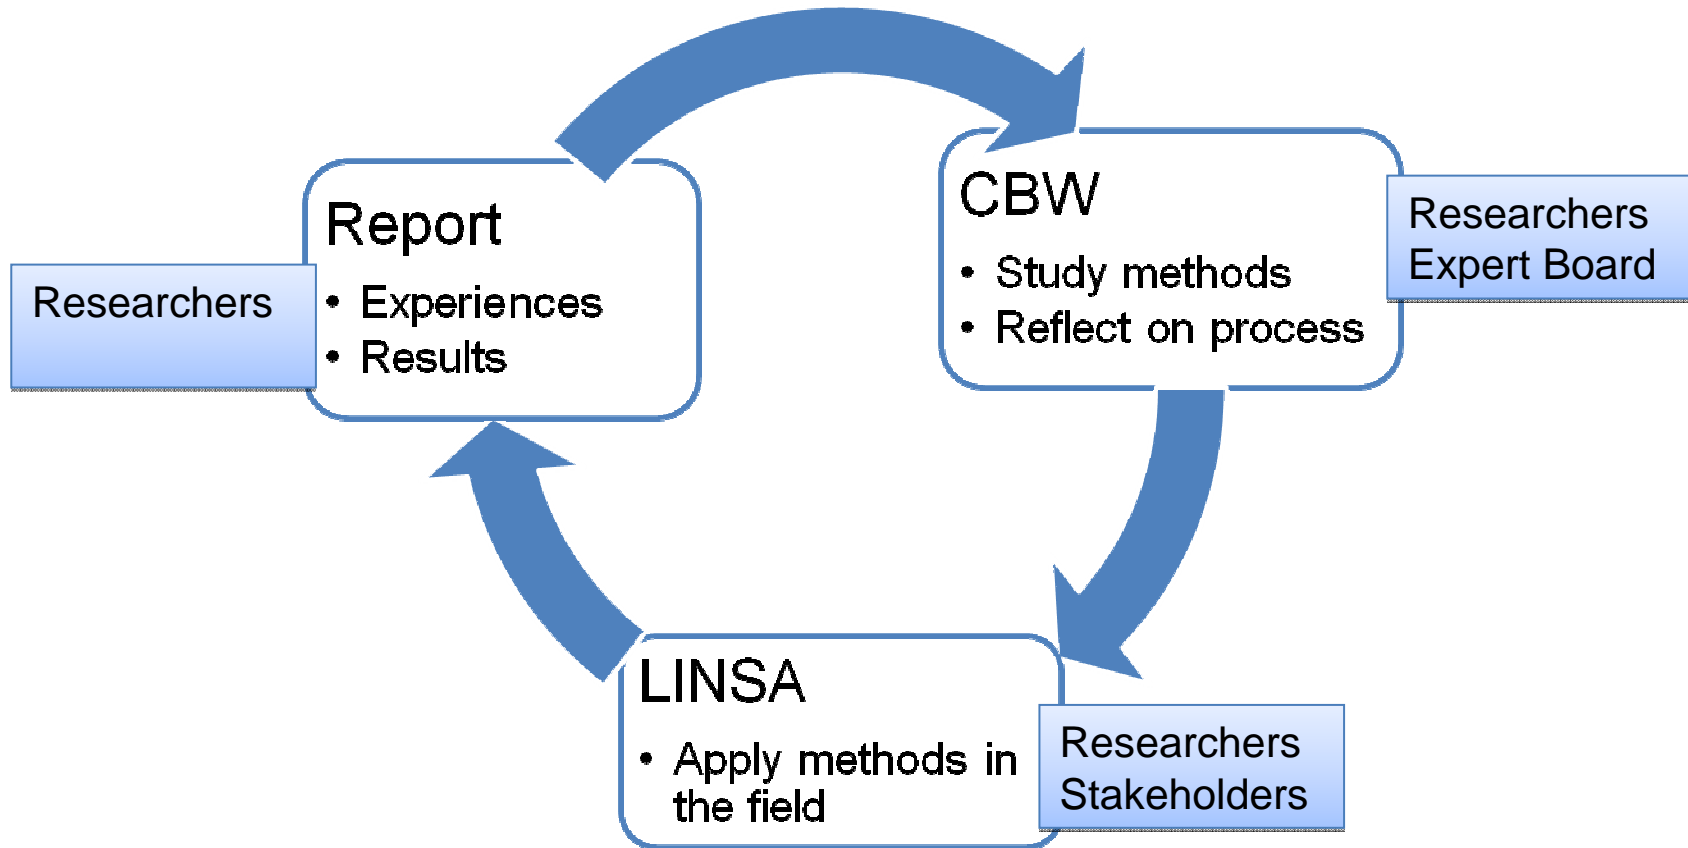 Report
• Experiences
• Results
Researchers
CBW
• Study methods
• Reflect on process
Researchers
Expert Board
LINSA
• Apply methods in
the field
Researchers
Stakeholders